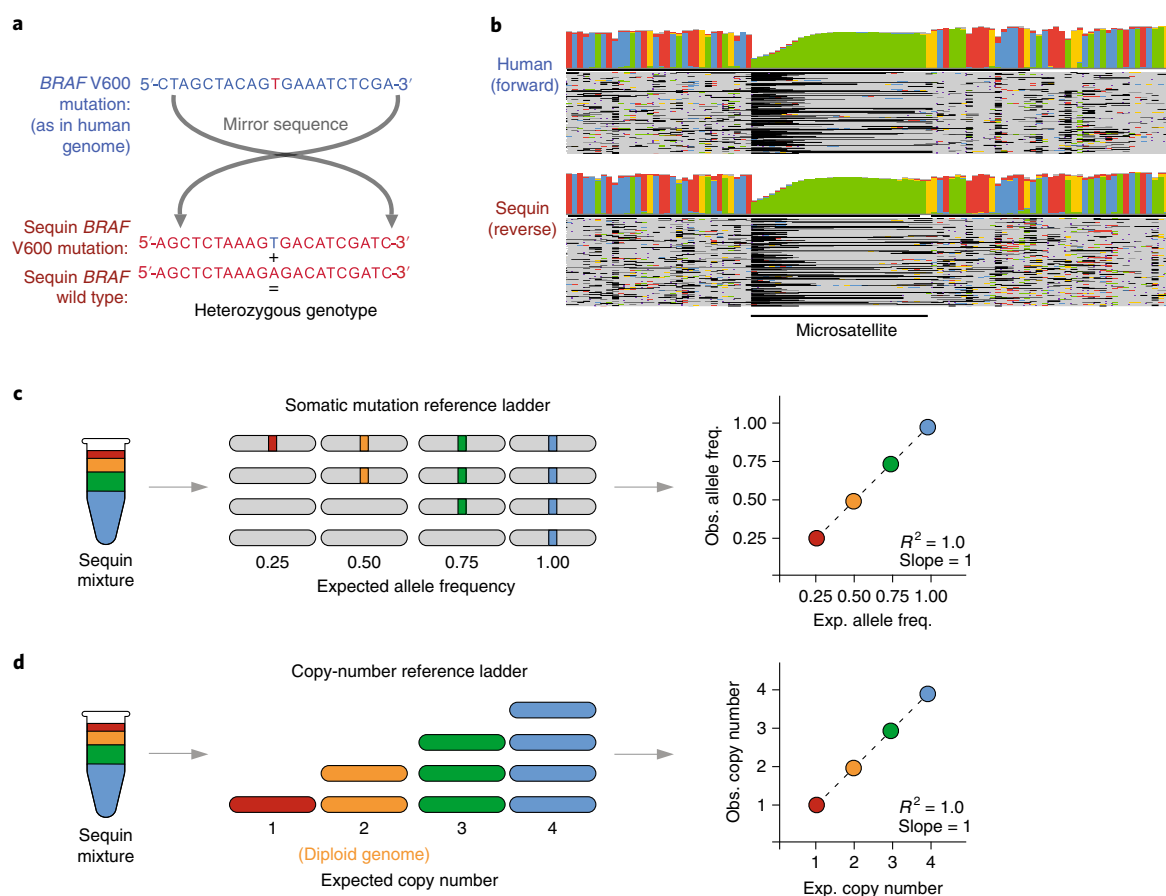 a
BRAF V600
mutation:
(as in human
genome)
5′-CTAGCTACAGTGAAATCTCGA-3′
Mirror sequence
Sequin BRAF
V600 mutation:
5′-AGCTCTAAAGTGACATCGATC-3′
+
Sequin BRAF
wild type:
5′-AGCTCTAAAGAGACATCGATC-3′
=
Heterozygous genotype
b
Human
(forward)
Sequin
(reverse)
Microsatellite
c
Somatic mutation reference ladder
Sequin
mixture
0.25 0.50 0.75 1.00
Expected allele frequency
Obs. allele freq.
1.00
0.75
0.50
0.25
R² = 1.0
Slope = 1
0.25 0.50 0.75 1.00
Exp. allele freq.
d
Copy-number reference ladder
Sequin
mixture
1 2 3 4
(Diploid genome)
Expected copy number
Obs. copy number
4
3
2
1
R² = 1.0
Slope = 1
1 2 3 4
Exp. copy number